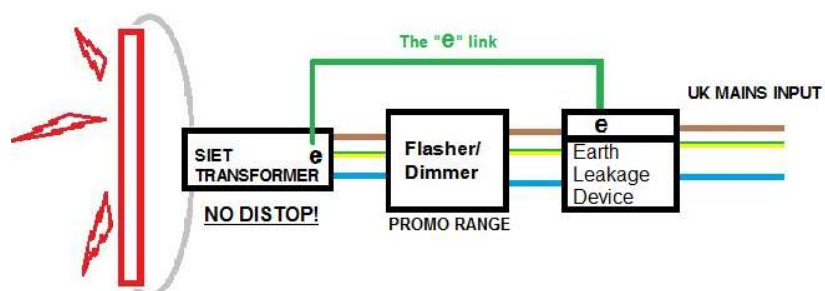 The "e" link
UK MAINS INPUT
SIET e
TRANSFORMER
NO DISTOP!
Flasher/
Dimmer
PROMO RANGE
e
Earth
Leakage
Device